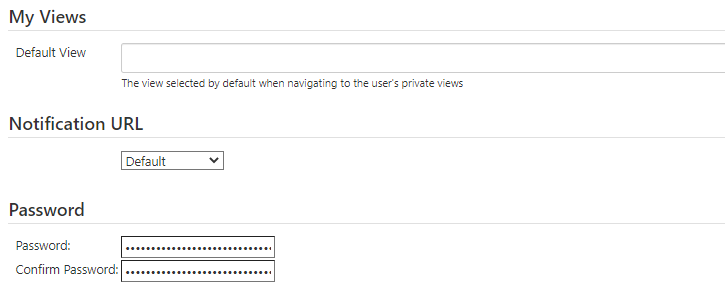 My Views
Default View
The view selected by default when navigating to the user's private views
Notification URL
Default
Password
Password:
Confirm Password: